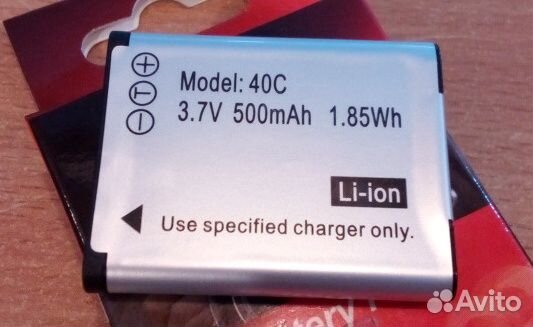 Model: 40C
3.7V 500mAh 1.85Wh
Li-ion
Use specified charger only.
Avito